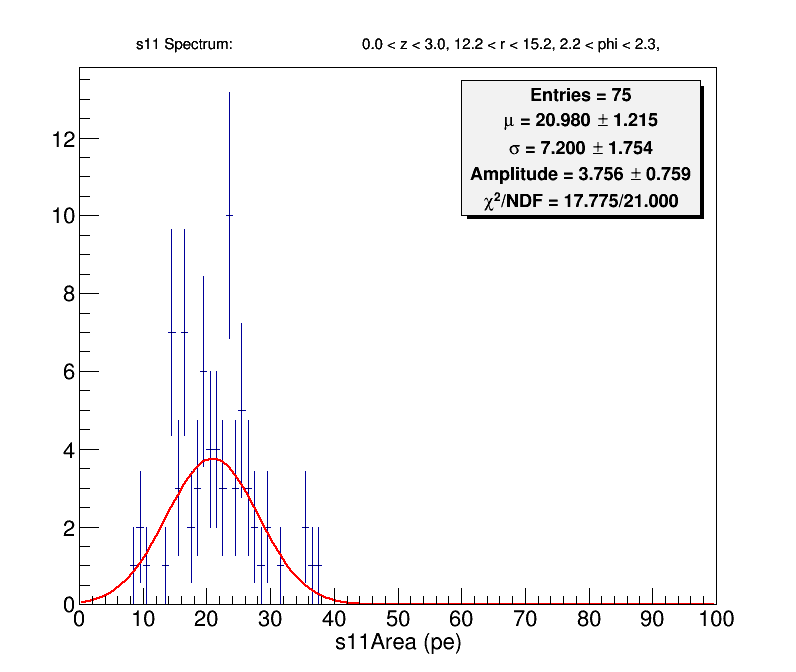 s11 Spectrum: 0.0 < z < 3.0, 12.2 < r < 15.2, 2.2 < phi < 2.3,
Entries = 75
μ = 20.980 ± 1.215
σ = 7.200 ± 1.754
Amplitude = 3.756 ± 0.759
χ²/NDF = 17.775/21.000
12
10
8
6
4
2
0
0 10 20 30 40 50 60 70 80 90 100
s11Area (pe)